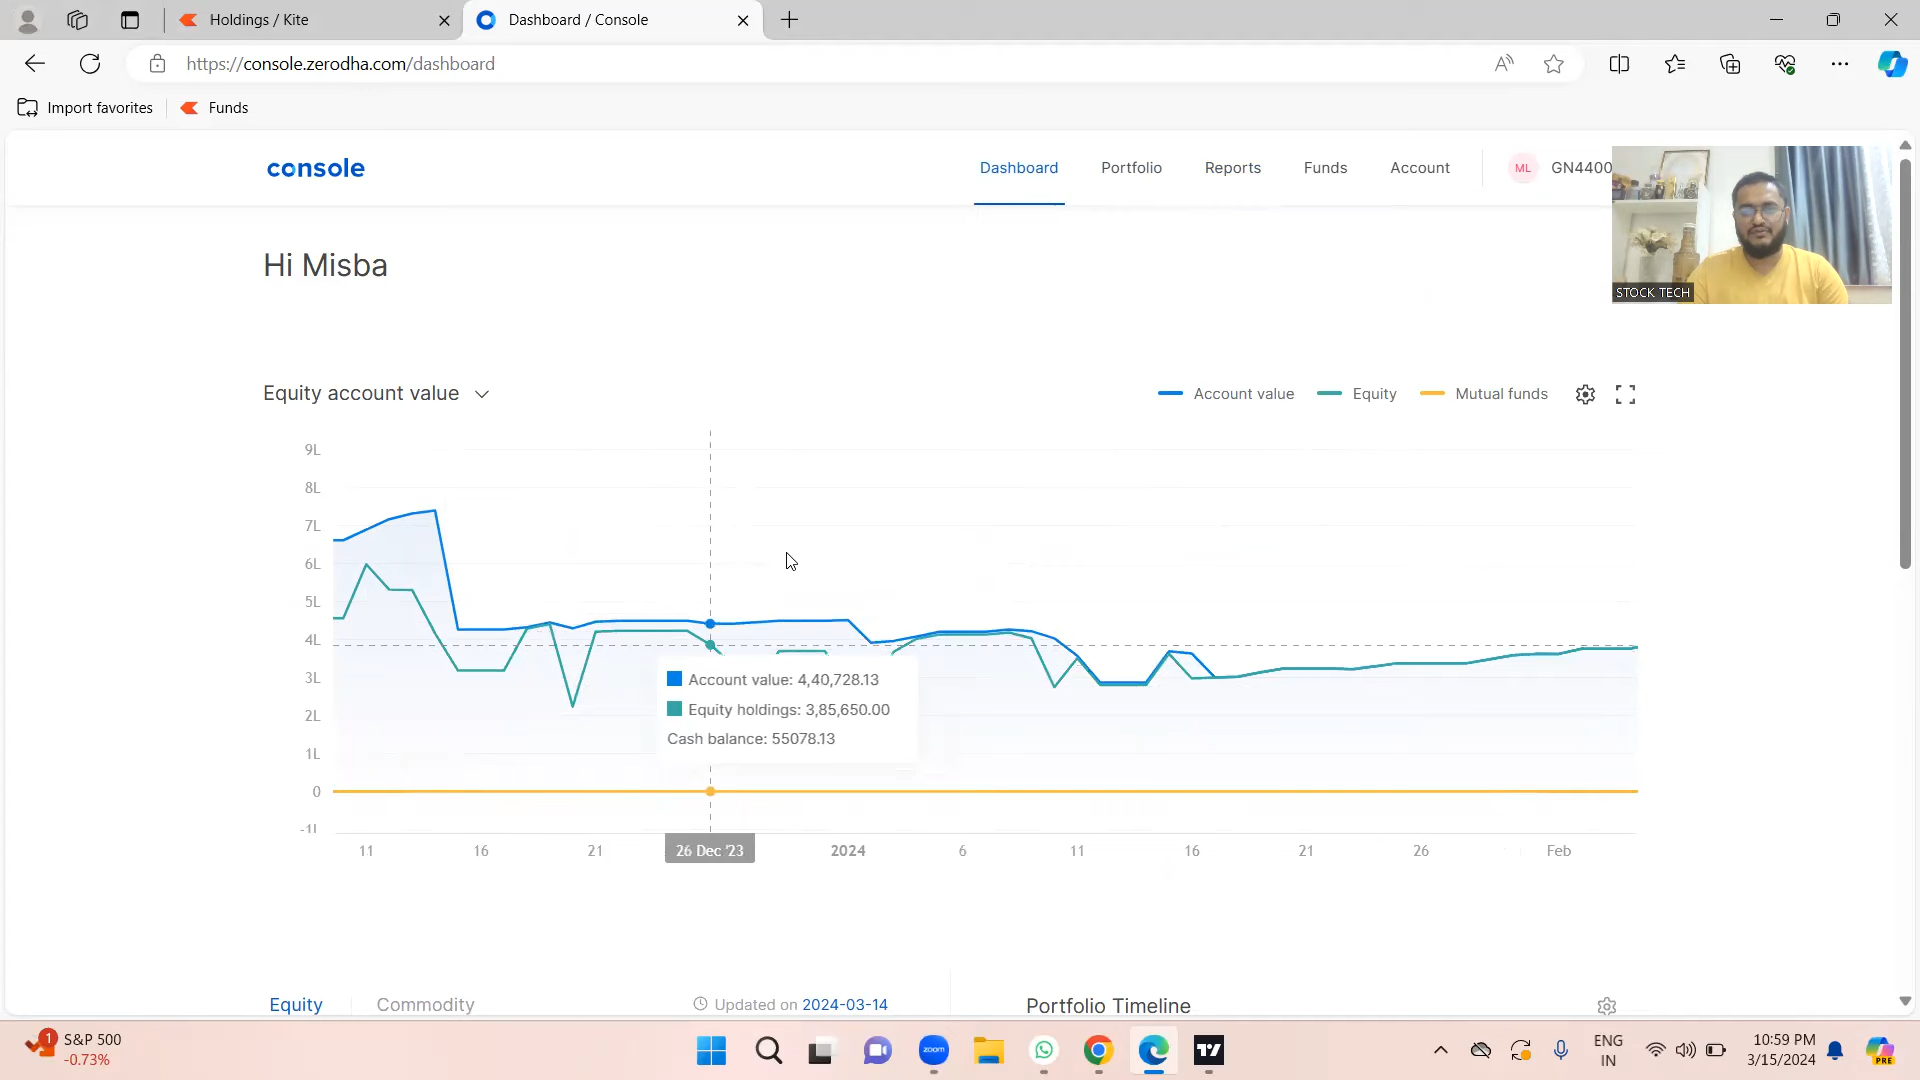 Holdings / Kite
Dashboard / Console
https://console.zerodha.com/dashboard
Import favorites
Funds
console
Dashboard
Portfolio
Reports
Funds
Account
ML
GN4400
STOCK TECH
Hi Misba
Equity account value
Account value
Equity
Mutual funds
9L
8L
7L
6L
5L
4L
3L
2L
1L
0
-1L
Account value: 4,40,728.13
Equity holdings: 3,85,650.00
Cash balance: 55078.13
11
16
21
26 Dec '23
2024
6
11
16
21
26
Feb
Equity
Commodity
Updated on 2024-03-14
Portfolio Timeline
1
S&P 500
-0.73%
zoom
ENG
IN
10:59 PM
3/15/2024
PRE